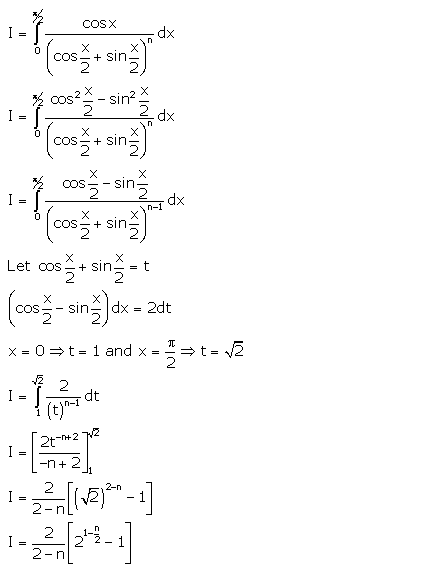 I = ∫₀^{π/2} cosx / (cos x/2 + sin x/2)ⁿ dx
I = ∫₀^{π/2} (cos² x/2 − sin² x/2) / (cos x/2 + sin x/2)ⁿ dx
I = ∫₀^{π/2} (cos x/2 − sin x/2) / (cos x/2 + sin x/2)ⁿ⁻¹ dx
Let cos x/2 + sin x/2 = t
(cos x/2 − sin x/2) dx = 2dt
x = 0 ⇒ t = 1 and x = π/2 ⇒ t = √2
I = ∫₁^{√2} 2 / (t)ⁿ⁻¹ dt
I = [2t^{−n+2} / (−n + 2)]₁^{√2}
I = 2/(2−n) [(√2)^{2−n} − 1]
I = 2/(2−n) [2^{1−n/2} − 1]